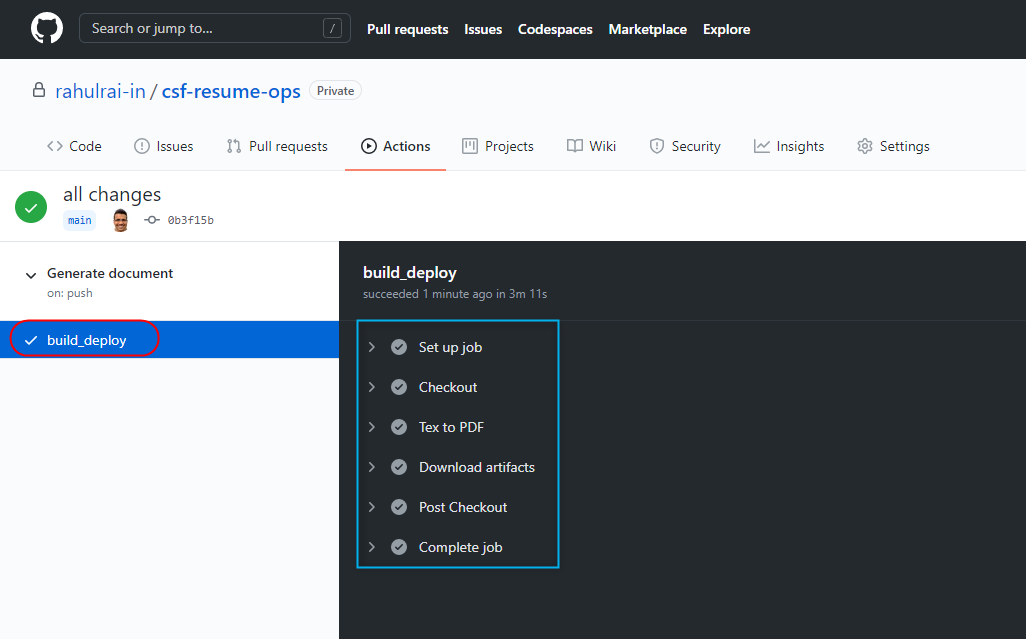 Search or jump to... /
Pull requests Issues Codespaces Marketplace Explore
rahulrai-in / csf-resume-ops Private
Code Issues Pull requests Actions Projects Wiki Security Insights Settings
all changes
main 0b3f15b
Generate document
on: push
build_deploy
build_deploy
succeeded 1 minute ago in 3m 11s
Set up job
Checkout
Tex to PDF
Download artifacts
Post Checkout
Complete job